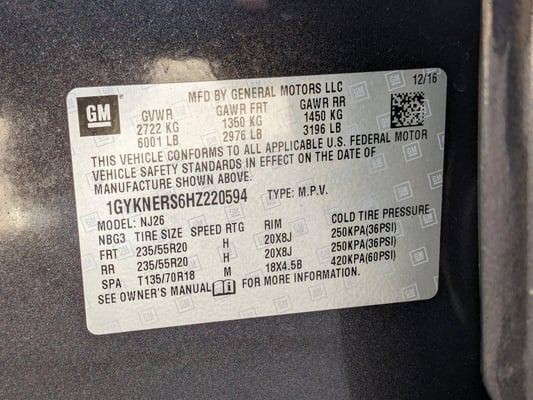 MFD BY GENERAL MOTORS LLC 12/16
GM
GVWR GAWR FRT GAWR RR
2722 KG 1350 KG 1450 KG
6001 LB 2976 LB 3196 LB
THIS VEHICLE CONFORMS TO ALL APPLICABLE U.S. FEDERAL MOTOR
VEHICLE SAFETY STANDARDS IN EFFECT ON THE DATE OF
MANUFACTURE SHOWN ABOVE.
1GYKNERS6HZ220594 TYPE: M.P.V.
MODEL: NJ26
NBG3 TIRE SIZE SPEED RTG RIM COLD TIRE PRESSURE
FRT 235/55R20 H 20X8J 250KPA(36PSI)
RR 235/55R20 H 20X8J 250KPA(36PSI)
SPA T135/70R18 M 18X4.5B 420KPA(60PSI)
SEE OWNER'S MANUAL FOR MORE INFORMATION.